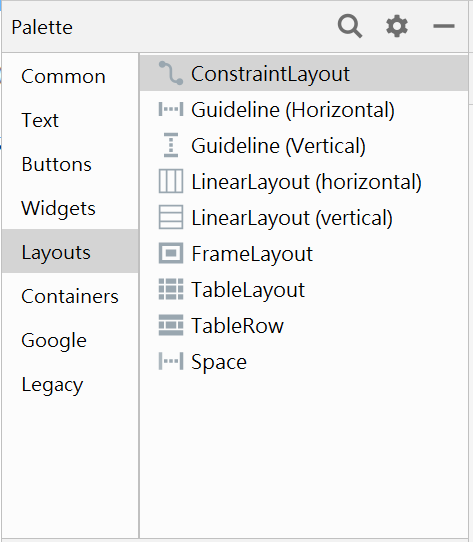 Palette
Common
Text
Buttons
Widgets
Layouts
Containers
Google
Legacy
ConstraintLayout
Guideline (Horizontal)
Guideline (Vertical)
LinearLayout (horizontal)
LinearLayout (vertical)
FrameLayout
TableLayout
TableRow
Space